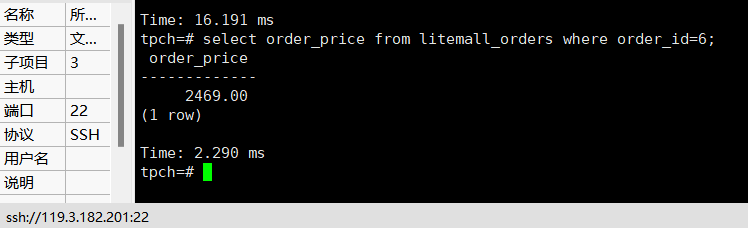 名称 所...
类型 文...
子项目 3
主机
端口 22
协议 SSH
用户名
说明
Time: 16.191 ms
tpch=# select order_price from litemall_orders where order_id=6;
order_price
-------------
2469.00
(1 row)
Time: 2.290 ms
tpch=#
ssh://119.3.182.201:22